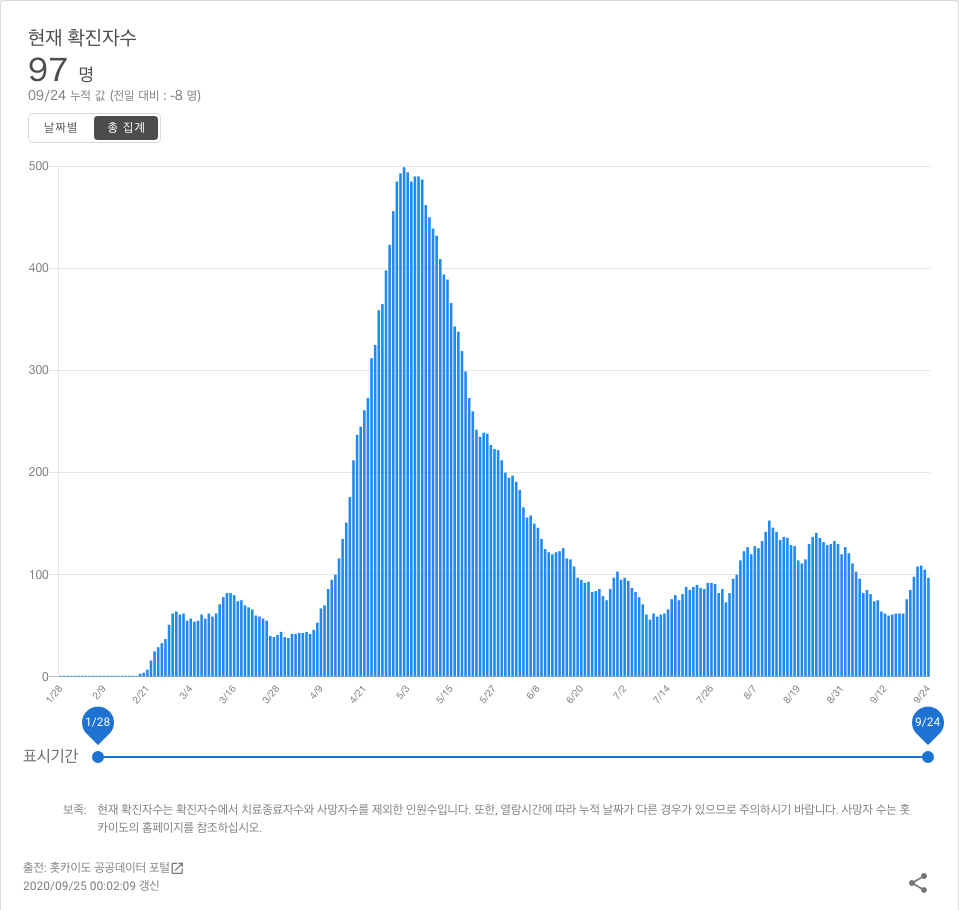 현재 확진자수
97 명
09/24 누적 값 (전일 대비 : -8 명)
날짜별 총 집계
500
400
300
200
100
0
1/28 2/9 2/21 3/4 3/16 3/28 4/9 4/21 5/3 5/15 5/27 6/8 6/20 7/2 7/14 7/26 8/7 8/19 8/31 9/12 9/24
1/28 9/24
표시기간
보족: 현재 확진자수는 확진자수에서 치료종료자수와 사망자수를 제외한 인원수입니다. 또한, 열람시간에 따라 누적 날짜가 다른 경우가 있으므로 주의하시기 바랍니다. 사망자 수는 홋
카이도의 홈페이지를 참조하십시오.
출전: 홋카이도 공공데이터 포털
2020/09/25 00:02:09 갱신